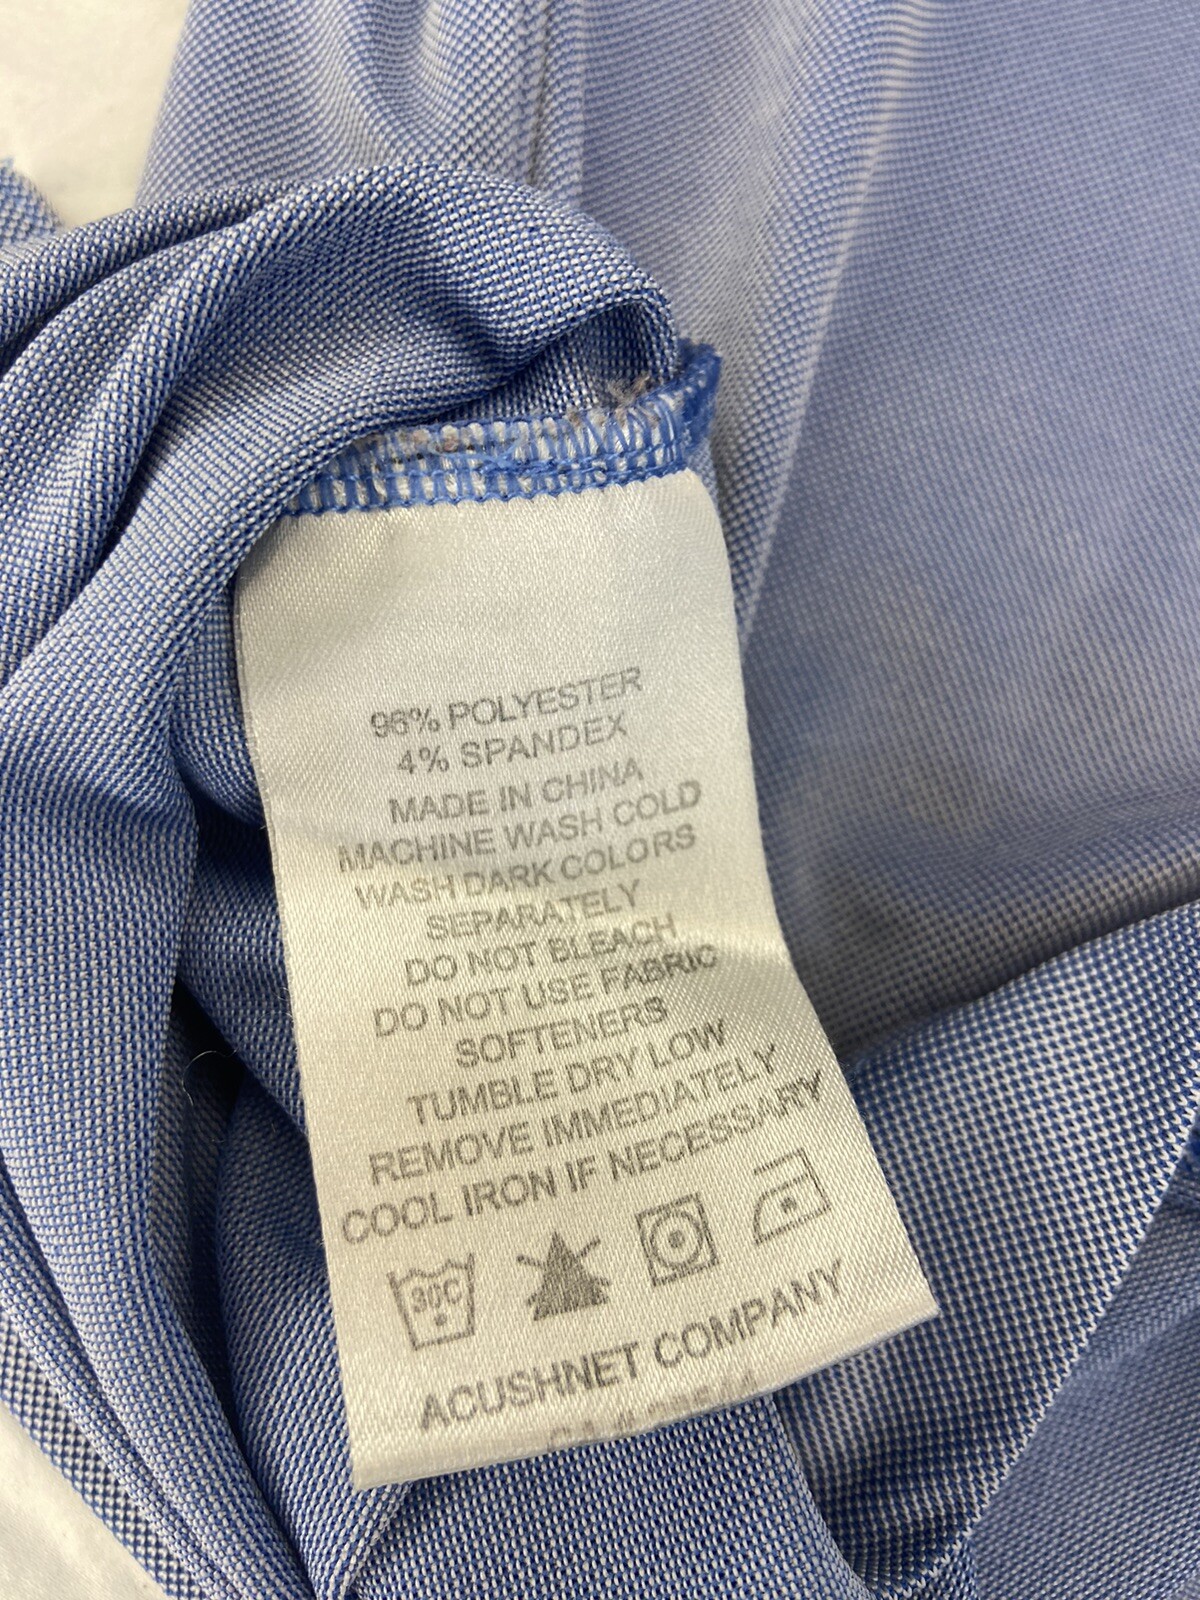 96% POLYESTER
4% SPANDEX
MADE IN CHINA
MACHINE WASH COLD
WASH DARK COLORS
SEPARATELY
DO NOT BLEACH
DO NOT USE FABRIC
SOFTENERS
TUMBLE DRY LOW
REMOVE IMMEDIATELY
COOL IRON IF NECESSARY
30C
ACUSHNET COMPANY